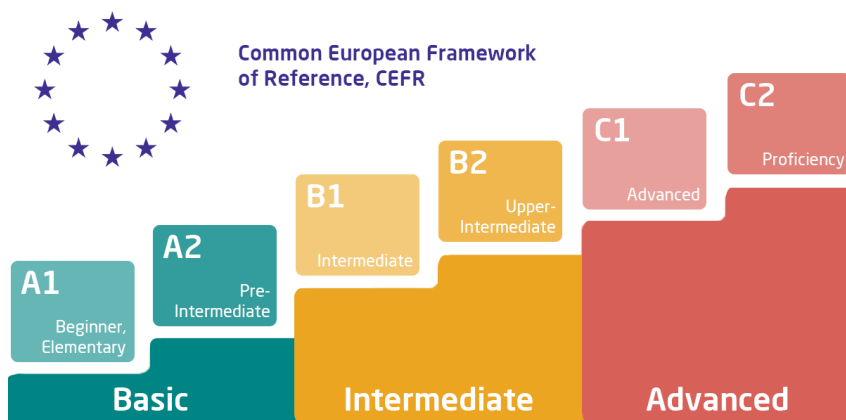 Common European Framework
of Reference, CEFR
A1
Beginner,
Elementary
A2
Pre-
Intermediate
B1
Intermediate
B2
Upper-
Intermediate
C1
Advanced
C2
Proficiency
Basic
Intermediate
Advanced